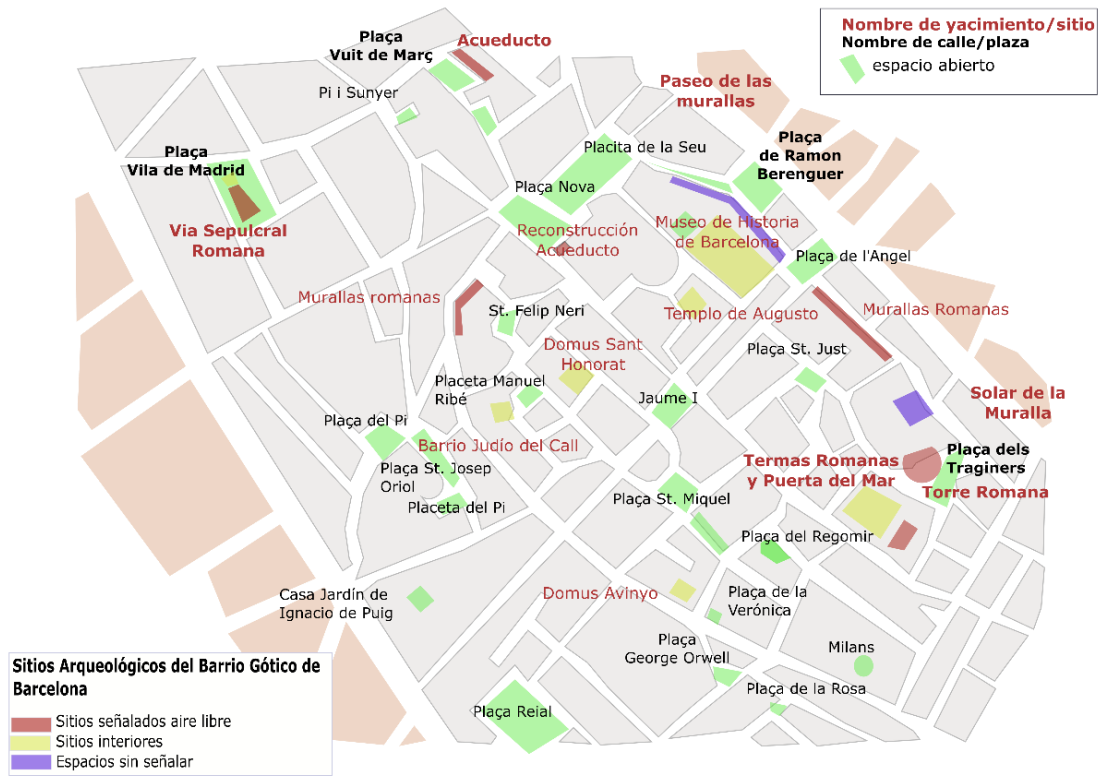 Nombre de yacimiento/sitio
Nombre de calle/plaza
espacio abierto
Plaça
Vuit de Març
Acueducto
Pi i Sunyer
Paseo de las
murallas
Plaça
Vila de Madrid
Placita de la Seu
Plaça
de Ramon
Berenguer
Plaça Nova
Via Sepulcral
Romana
Reconstrucción
Acueducto
Museo de Historia
de Barcelona
Plaça de l'Angel
Murallas romanas
St. Felip Neri
Templo de Augusto
Murallas Romanas
Domus Sant
Honorat
Plaça St. Just
Placeta Manuel
Ribé
Jaume I
Solar de la
Muralla
Plaça del Pi
Barrio Judío del Call
Plaça dels
Traginers
Plaça St. Josep
Oriol
Termas Romanas
y Puerta del Mar
Torre Romana
Placeta del Pi
Plaça St. Miquel
Plaça del Regomir
Casa Jardín de
Ignacio de Puig
Domus Avinyo
Plaça de la
Verónica
Plaça
George Orwell
Milans
Plaça de la Rosa
Plaça Reial
Sitios Arqueológicos del Barrio Gótico de
Barcelona
Sitios señalados aire libre
Sitios interiores
Espacios sin señalar